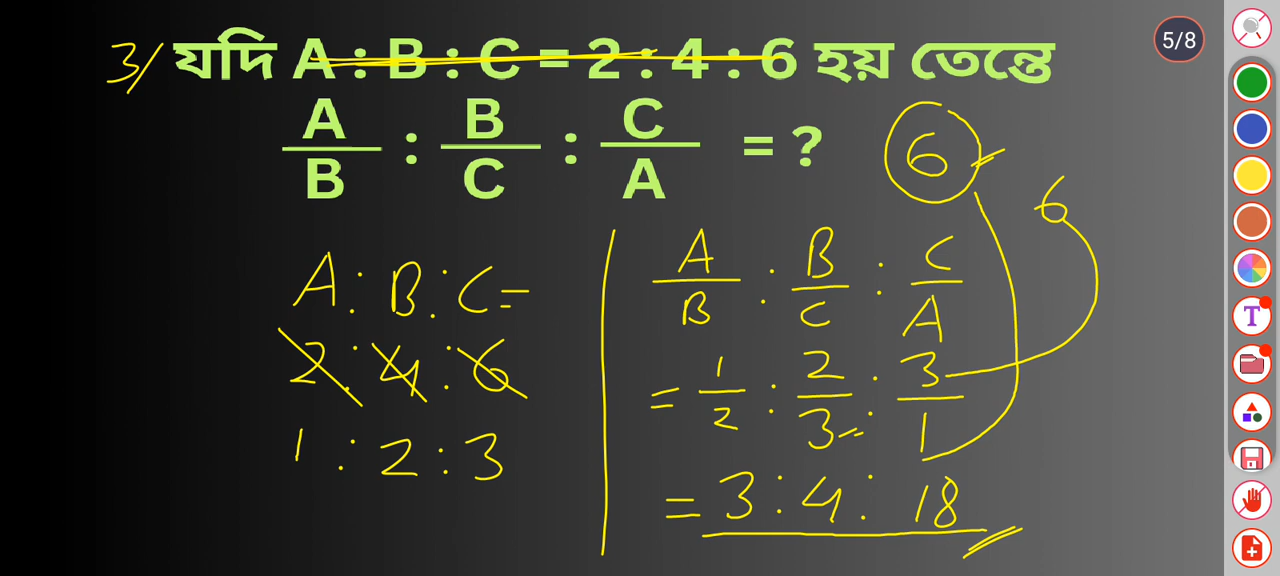 3/ যদি A : B : C = 2 : 4 : 6 হয় তেন্তে
5/8
A/B : B/C : C/A = ?
6
6
A : B : C =
2 : 4 : 6
1 : 2 : 3
A/B : B/C : C/A
= 1/2 : 2/3 : 3/1
= 3 : 4 : 18
T